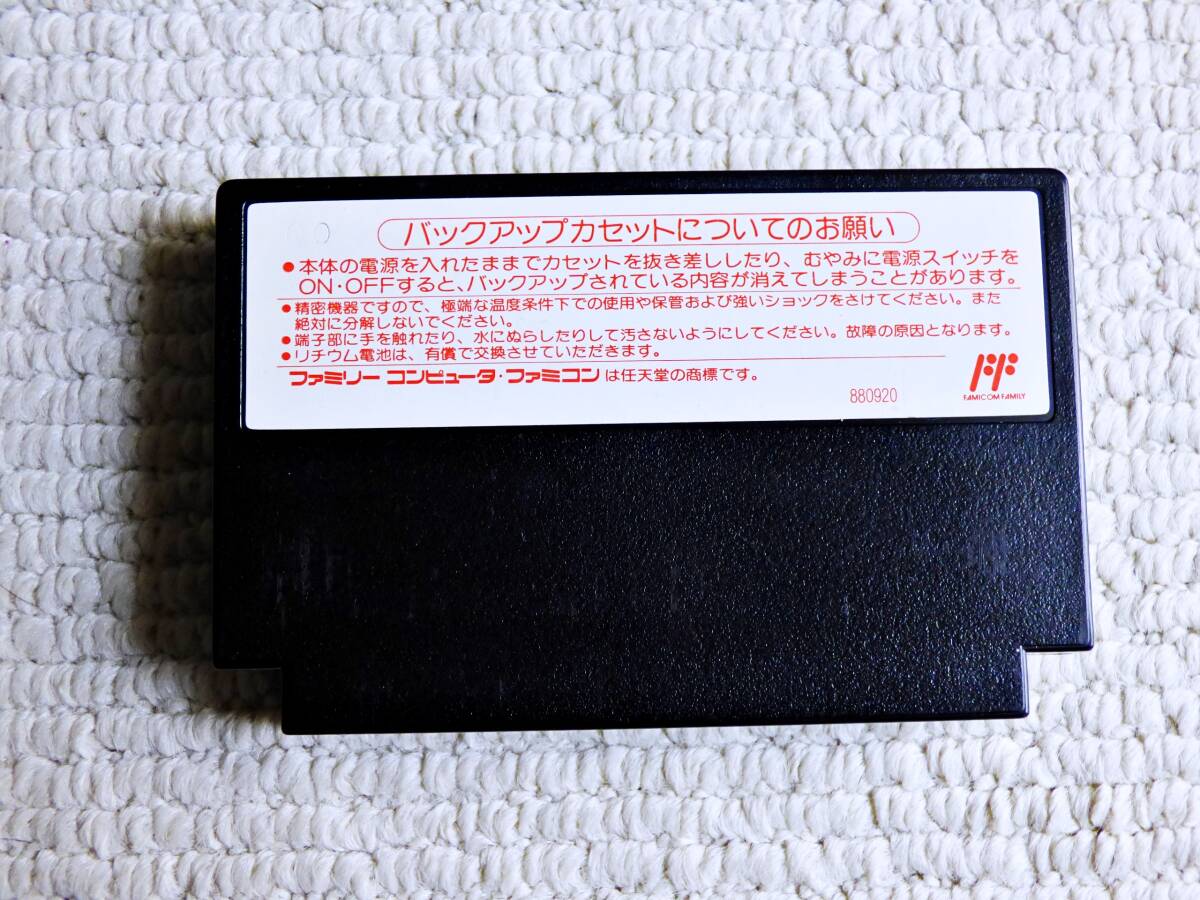 バックアップカセットについてのお願い
●本体の電源を入れたままでカセットを抜き差ししたり、むやみに電源スイッチを
ON・OFFすると、バックアップされている内容が消えてしまうことがあります。
●精密機器ですので、極端な温度条件下での使用や保管および強いショックをさけてください。また
絶対に分解しないでください。
●端子部に手を触れたり、水にぬらしたりして汚さないようにしてください。故障の原因となります。
●リチウム電池は、有償で交換させていただきます。
ファミリー コンピュータ・ファミコンは任天堂の商標です。
880920
FF
FAMICOM FAMILY